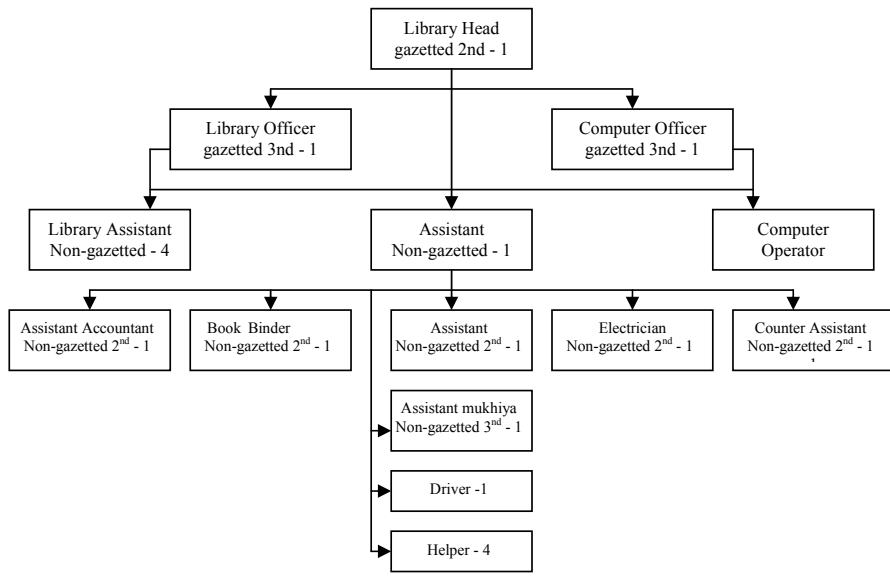 Library Head
gazetted 2nd - 1
Library Officer
gazetted 3nd - 1
Computer Officer
gazetted 3nd - 1
Library Assistant
Non-gazetted - 4
Assistant
Non-gazetted - 1
Computer
Operator
Assistant Accountant
Non-gazetted 2nd - 1
Book Binder
Non-gazetted 2nd - 1
Assistant
Non-gazetted 2nd - 1
Electrician
Non-gazetted 2nd - 1
Counter Assistant
Non-gazetted 2nd - 1
Assistant mukhiya
Non-gazetted 3nd - 1
Driver -1
Helper - 4